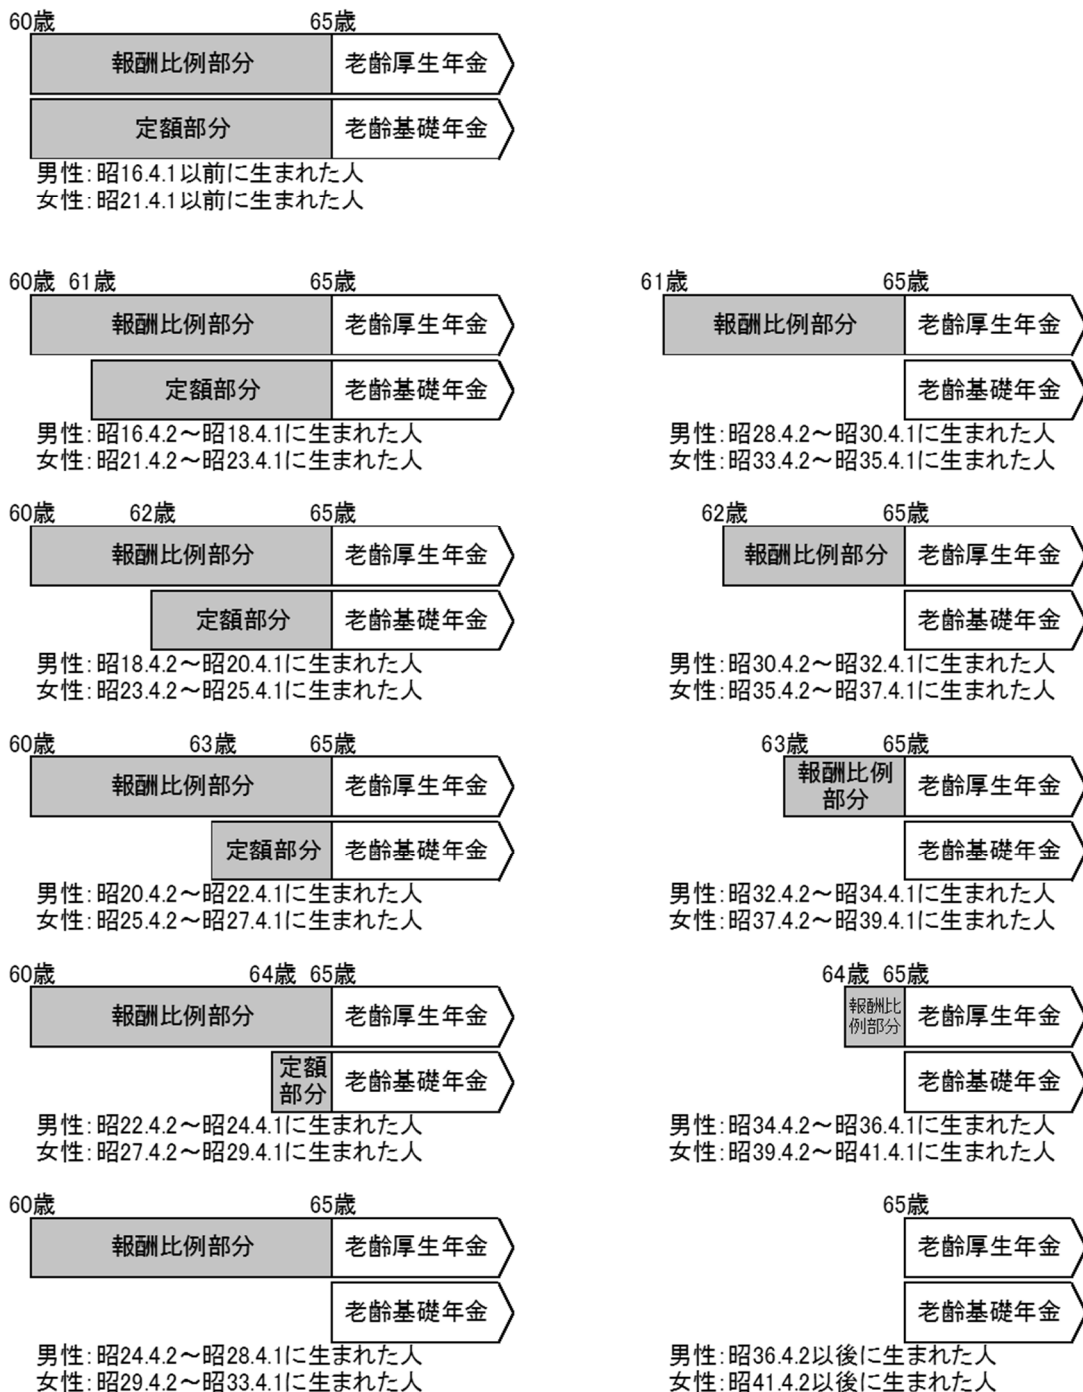 60歳 65歳
報酬比例部分 老齢厚生年金
定額部分 老齢基礎年金
男性:昭16.4.1以前に生まれた人
女性:昭21.4.1以前に生まれた人
60歳 61歳 65歳
報酬比例部分 老齢厚生年金
定額部分 老齢基礎年金
男性:昭16.4.2~昭18.4.1に生まれた人
女性:昭21.4.2~昭23.4.1に生まれた人
60歳 62歳 65歳
報酬比例部分 老齢厚生年金
定額部分 老齢基礎年金
男性:昭18.4.2~昭20.4.1に生まれた人
女性:昭23.4.2~昭25.4.1に生まれた人
60歳 63歳 65歳
報酬比例部分 老齢厚生年金
定額部分 老齢基礎年金
男性:昭20.4.2~昭22.4.1に生まれた人
女性:昭25.4.2~昭27.4.1に生まれた人
60歳 64歳 65歳
報酬比例部分 老齢厚生年金
定額
部分 老齢基礎年金
男性:昭22.4.2~昭24.4.1に生まれた人
女性:昭27.4.2~昭29.4.1に生まれた人
60歳 65歳
報酬比例部分 老齢厚生年金
老齢基礎年金
男性:昭24.4.2~昭28.4.1に生まれた人
女性:昭29.4.2~昭33.4.1に生まれた人
61歳 65歳
報酬比例部分 老齢厚生年金
老齢基礎年金
男性:昭28.4.2~昭30.4.1に生まれた人
女性:昭33.4.2~昭35.4.1に生まれた人
62歳 65歳
報酬比例部分 老齢厚生年金
老齢基礎年金
男性:昭30.4.2~昭32.4.1に生まれた人
女性:昭35.4.2~昭37.4.1に生まれた人
63歳 65歳
報酬比例
部分 老齢厚生年金
老齢基礎年金
男性:昭32.4.2~昭34.4.1に生まれた人
女性:昭37.4.2~昭39.4.1に生まれた人
64歳 65歳
報酬比
例部分 老齢厚生年金
老齢基礎年金
男性:昭34.4.2~昭36.4.1に生まれた人
女性:昭39.4.2~昭41.4.1に生まれた人
65歳
老齢厚生年金
老齢基礎年金
男性:昭36.4.2以後に生まれた人
女性:昭41.4.2以後に生まれた人